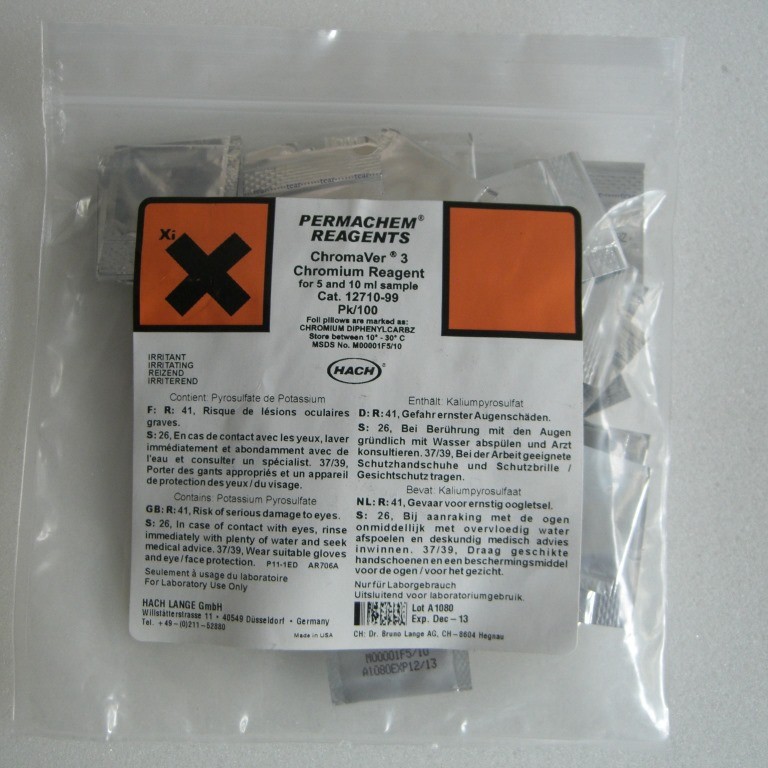 Xi
PERMACHEM® REAGENTS
ChromaVer ® 3
Chromium Reagent
for 5 and 10 ml sample
Cat. 12710-99
Pk/100
Foil pillows are marked as:
CHROMIUM DIPHENYLCARBZ
Store between 10° - 30° C
MSDS No. M00001F5/10
HACH®
IRRITANT
IRRITATING
REIZEND
IRRITEREND
Contient: Pyrosulfate de Potassium
F: R: 41, Risque de lésions oculaires
graves.
S: 26, En cas de contact avec les yeux, laver
immédiatement et abondamment avec de
l'eau et consulter un spécialist. 37/39,
Porter des gants appropriés et un appareil
de protection des yeux / du visage.
Contains: Potassium Pyrosulfate
GB: R: 41, Risk of serious damage to eyes.
S: 26, In case of contact with eyes, rinse
immediately with plenty of water and seek
medical advice. 37/39, Wear suitable gloves
and eye / face protection. P11-1ED AR706A
Seulement à usage du laboratoire
For Laboratory Use Only
HACH LANGE GmbH
Willstätterstrasse 11 • 40549 Düsseldorf • Germany
Tel. +49-(0)211-52880
Made in USA
Enthält: Kaliumpyrosulfat
D: R: 41, Gefahr ernster Augenschäden.
S: 26, Bei Berührung mit den Augen
gründlich mit Wasser abspülen und Arzt
konsultieren. 37/39, Bei der Arbeit geeignete
Schutzhandschuhe und Schutzbrille /
Gesichtschutz tragen.
Bevat: Kaliumpyrosulfaat
NL: R: 41, Gevaar voor ernstig oogletsel.
S: 26, Bij aanraking met de ogen
onmiddellijk met overvloedig water
afspoelen en deskundig medisch advies
inwinnen. 37/39, Draag geschikte
handschoenen en een beschermingsmiddel
voor de ogen / voor het gezicht.
Nur für Laborgebrauch
Uitsluitend voor laboratoriumgebruik.
Lot A1080
Exp. Dec - 13
CH: Dr. Bruno Lange AG, CH - 8604 Hegnau
M00001F5/10
A1080EXP12/13